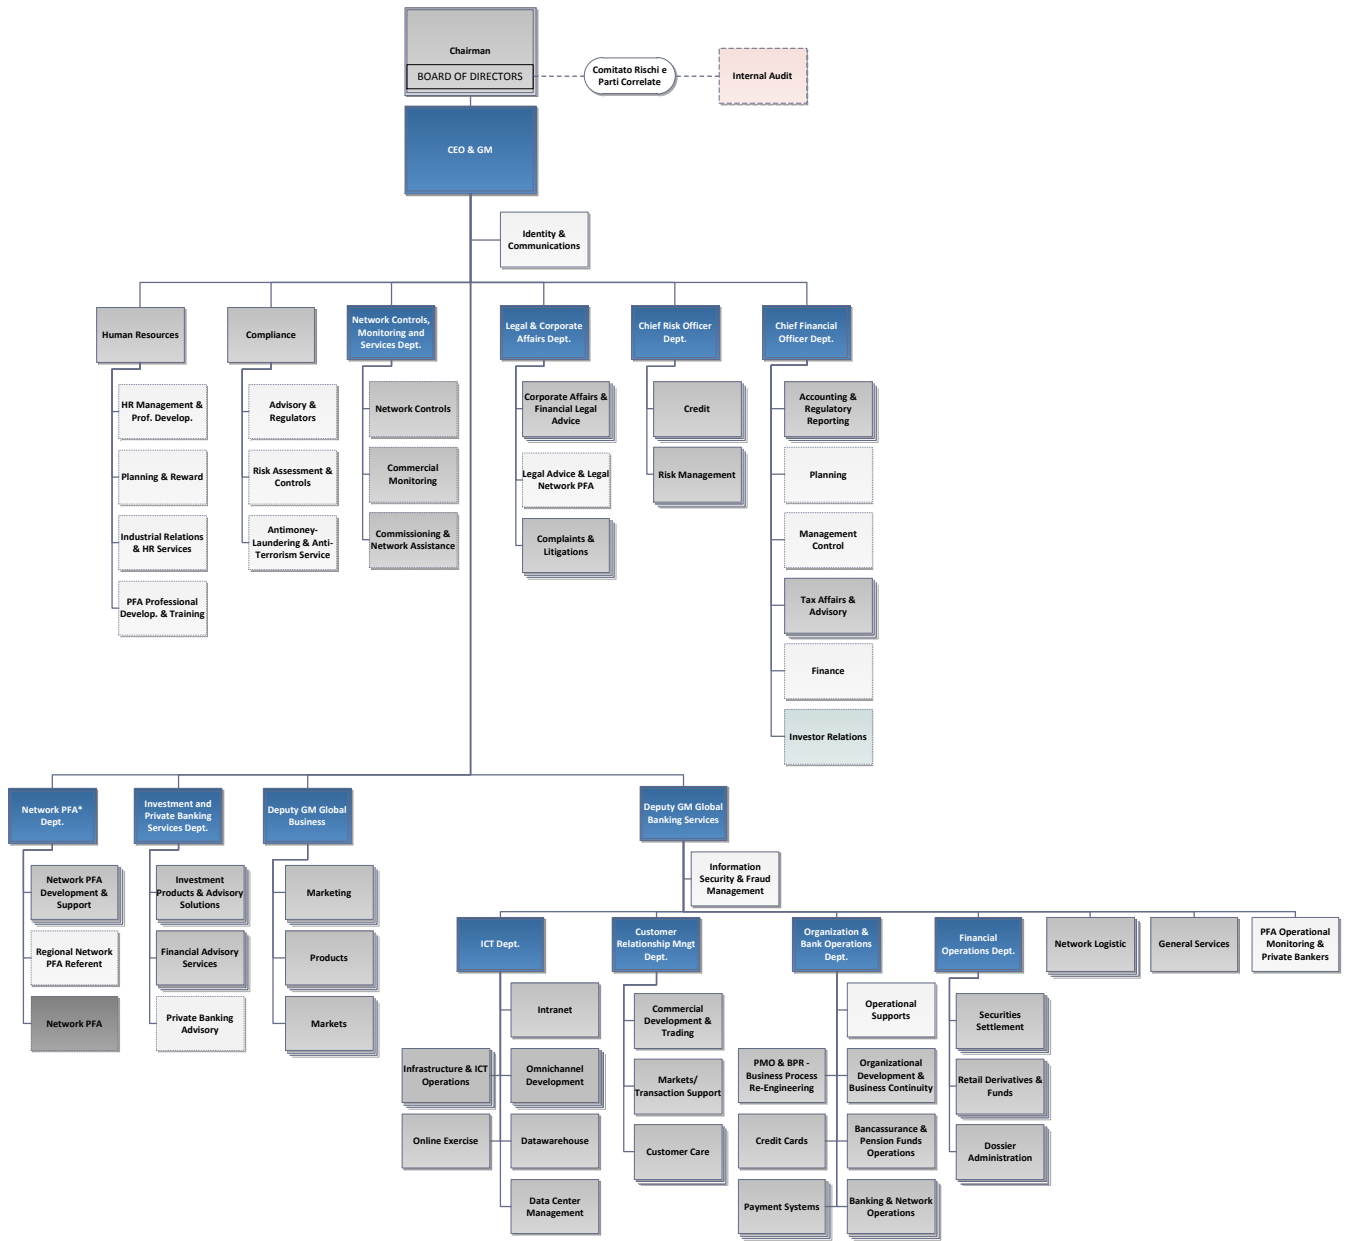 Chairman
BOARD OF DIRECTORS
Comitato Rischi e
Parti Correlate
Internal Audit
CEO & GM
Identity &
Communications
Human Resources
Compliance
Network Controls,
Monitoring and
Services Dept.
Legal & Corporate
Affairs Dept.
Chief Risk Officer
Dept.
Chief Financial
Officer Dept.
HR Management &
Prof. Develop.
Planning & Reward
Industrial Relations
& HR Services
PFA Professional
Develop. & Training
Advisory &
Regulators
Risk Assessment &
Controls
Antimoney-
Laundering & Anti-
Terrorism Service
Network Controls
Commercial
Monitoring
Commissioning &
Network Assistance
Corporate Affairs &
Financial Legal
Advice
Legal Advice & Legal
Network PFA
Complaints &
Litigations
Credit
Risk Management
Accounting &
Regulatory
Reporting
Planning
Management
Control
Tax Affairs &
Advisory
Finance
Investor Relations
Network PFA*
Dept.
Investment and
Private Banking
Services Dept.
Deputy GM Global
Business
Deputy GM Global
Banking Services
Network PFA
Development &
Support
Regional Network
PFA Referent
Network PFA
Investment
Products & Advisory
Solutions
Financial Advisory
Services
Private Banking
Advisory
Marketing
Products
Markets
Information
Security & Fraud
Management
ICT Dept.
Customer
Relationship Mngt
Dept.
Organization &
Bank Operations
Dept.
Financial
Operations Dept.
Network Logistic
General Services
PFA Operational
Monitoring &
Private Bankers
Intranet
Infrastructure & ICT
Operations
Omnichannel
Development
Online Exercise
Datawarehouse
Data Center
Management
Commercial
Development &
Trading
Markets/
Transaction Support
Customer Care
Operational
Supports
PMO & BPR -
Business Process
Re-Engineering
Organizational
Development &
Business Continuity
Credit Cards
Bancassurance &
Pension Funds
Operations
Payment Systems
Banking & Network
Operations
Securities
Settlement
Retail Derivatives &
Funds
Dossier
Administration